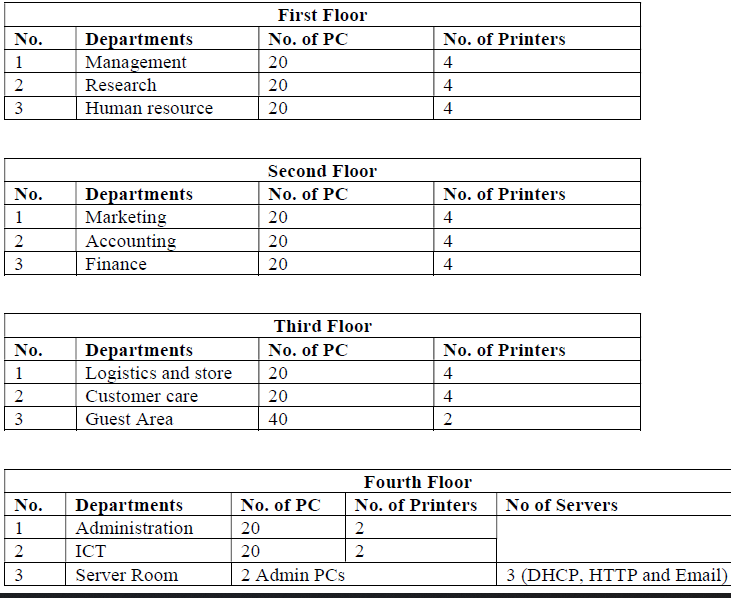 First Floor
No. Departments No. of PC No. of Printers
1 Management 20 4
2 Research 20 4
3 Human resource 20 4
Second Floor
No. Departments No. of PC No. of Printers
1 Marketing 20 4
2 Accounting 20 4
3 Finance 20 4
Third Floor
No. Departments No. of PC No. of Printers
1 Logistics and store 20 4
2 Customer care 20 4
3 Guest Area 40 2
Fourth Floor
No. Departments No. of PC No. of Printers No of Servers
1 Administration 20 2
2 ICT 20 2
3 Server Room 2 Admin PCs 3 (DHCP, HTTP and Email)